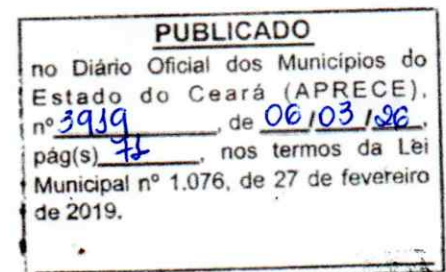 PUBLICADO
no Diário Oficial dos Municípios do
Estado do Ceará (APRECE),
nº 3919, de 06/03/26,
pág(s) 71, nos termos da Lei
Municipal nº 1.076, de 27 de fevereiro
de 2019.